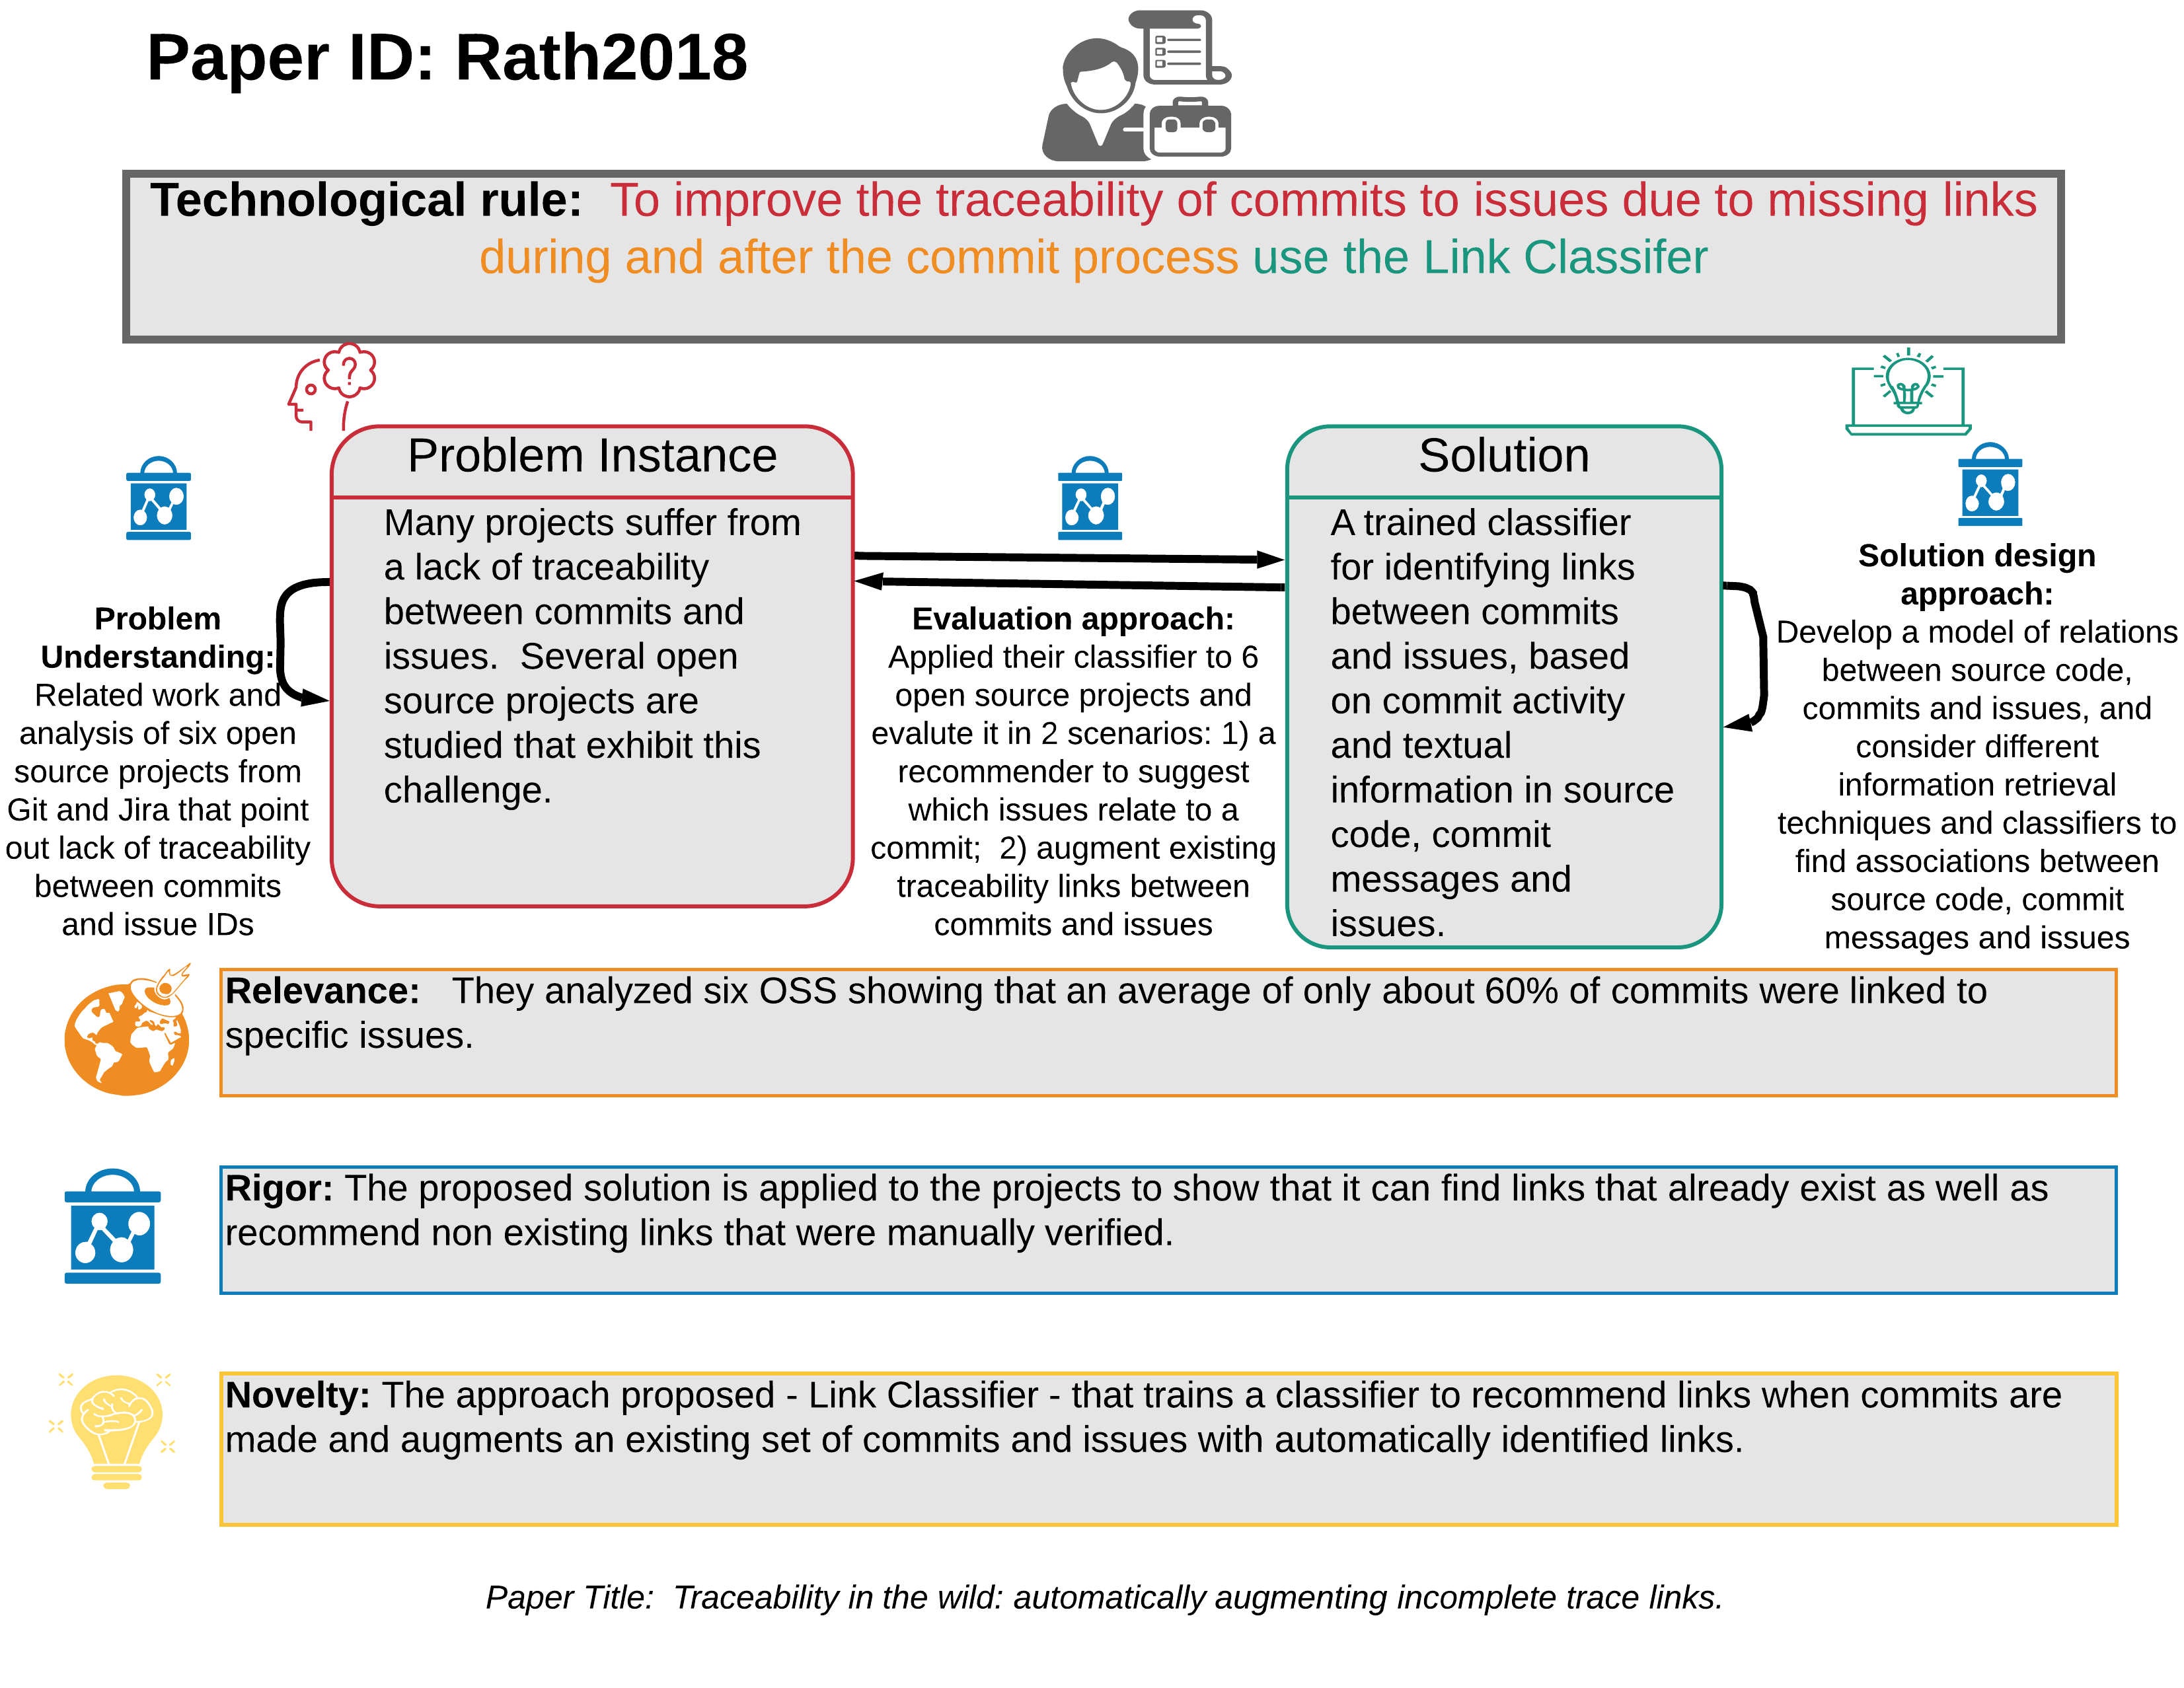 Paper ID: Rath2018
Technological rule: To improve the traceability of commits to issues due to missing links
during and after the commit process use the Link Classifer
?
Problem Instance
Many projects suffer from
a lack of traceability
between commits and
issues. Several open
source projects are
studied that exhibit this
challenge.
Problem
Understanding:
Related work and
analysis of six open
source projects from
Git and Jira that point
out lack of traceability
between commits
and issue IDs
Evaluation approach:
Applied their classifier to 6
open source projects and
evalute it in 2 scenarios: 1) a
recommender to suggest
which issues relate to a
commit; 2) augment existing
traceability links between
commits and issues
Solution
A trained classifier
for identifying links
between commits
and issues, based
on commit activity
and textual
information in source
code, commit
messages and
issues.
Solution design
approach:
Develop a model of relations
between source code,
commits and issues, and
consider different
information retrieval
techniques and classifiers to
find associations between
source code, commit
messages and issues
Relevance: They analyzed six OSS showing that an average of only about 60% of commits were linked to
specific issues.
Rigor: The proposed solution is applied to the projects to show that it can find links that already exist as well as
recommend non existing links that were manually verified.
Novelty: The approach proposed - Link Classifier - that trains a classifier to recommend links when commits are
made and augments an existing set of commits and issues with automatically identified links.
Paper Title: Traceability in the wild: automatically augmenting incomplete trace links.